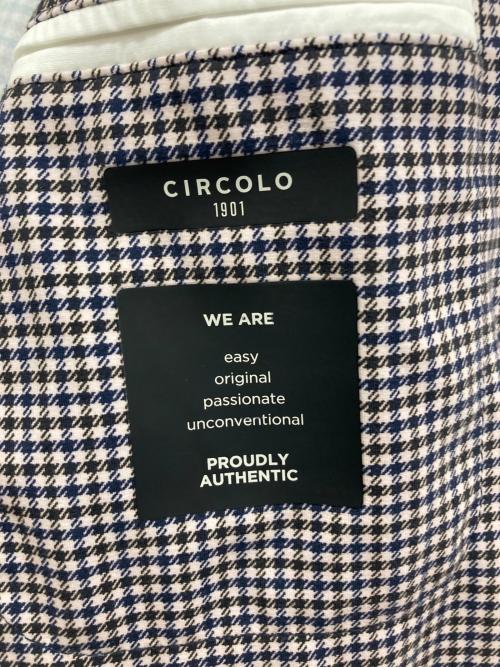 CIRCOLO
1901
WE ARE
easy
original
passionate
unconventional
PROUDLY
AUTHENTIC